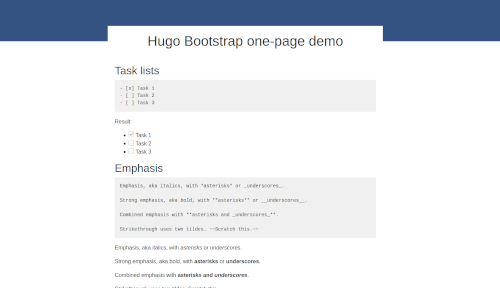 Hugo Bootstrap one-page demo
Task lists
- [x] Task 1
- [ ] Task 2
- [ ] Task 3
Result:
Task 1
Task 2
Task 3
Emphasis
Emphasis, aka italics, with *asterisks* or _underscores_.
Strong emphasis, aka bold, with **asterisks** or __underscores__.
Combined emphasis with **asterisks and _underscores_**.
Strikethrough uses two tildes. ~~Scratch this.~~
Emphasis, aka italics, with asterisks or underscores.
Strong emphasis, aka bold, with asterisks or underscores.
Combined emphasis with asterisks and underscores.